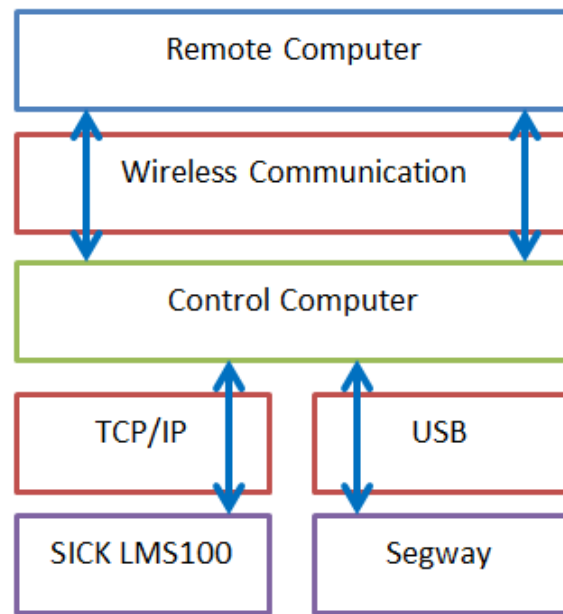 Remote Computer
Wireless Communication
Control Computer
TCP/IP
USB
SICK LMS100
Segway